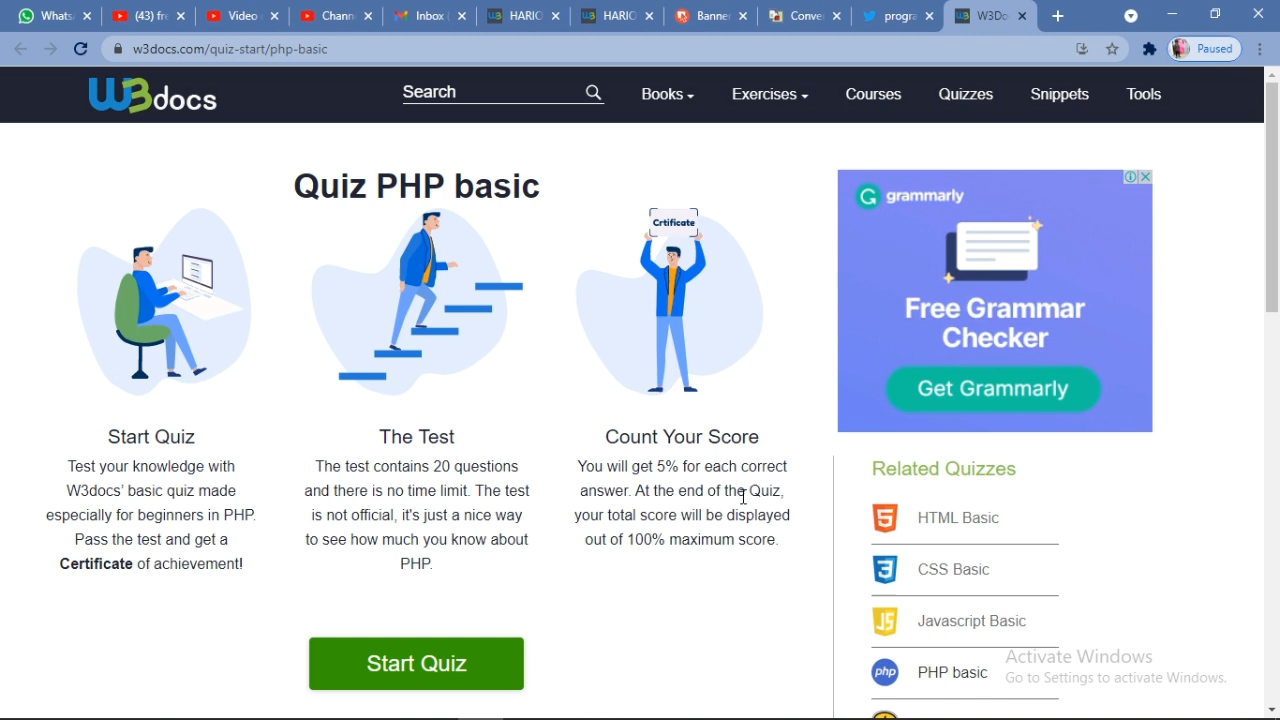 Whats
(43) fre
Video c
Chann
Inbox (
HARIO
HARIO
Banne
Conve
progra
W3Do
w3docs.com/quiz-start/php-basic
Paused
W3docs
Search
Books
Exercises
Courses
Quizzes
Snippets
Tools
Quiz PHP basic
Crtificate
Start Quiz
Test your knowledge with
W3docs' basic quiz made
especially for beginners in PHP.
Pass the test and get a
Certificate of achievement!
The Test
The test contains 20 questions
and there is no time limit. The test
is not official, it's just a nice way
to see how much you know about
PHP.
Count Your Score
You will get 5% for each correct
answer. At the end of the Quiz,
your total score will be displayed
out of 100% maximum score.
Start Quiz
grammarly
Free Grammar
Checker
Get Grammarly
Related Quizzes
HTML Basic
CSS Basic
JS Javascript Basic
php PHP basic
Activate Windows
Go to Settings to activate Windows.